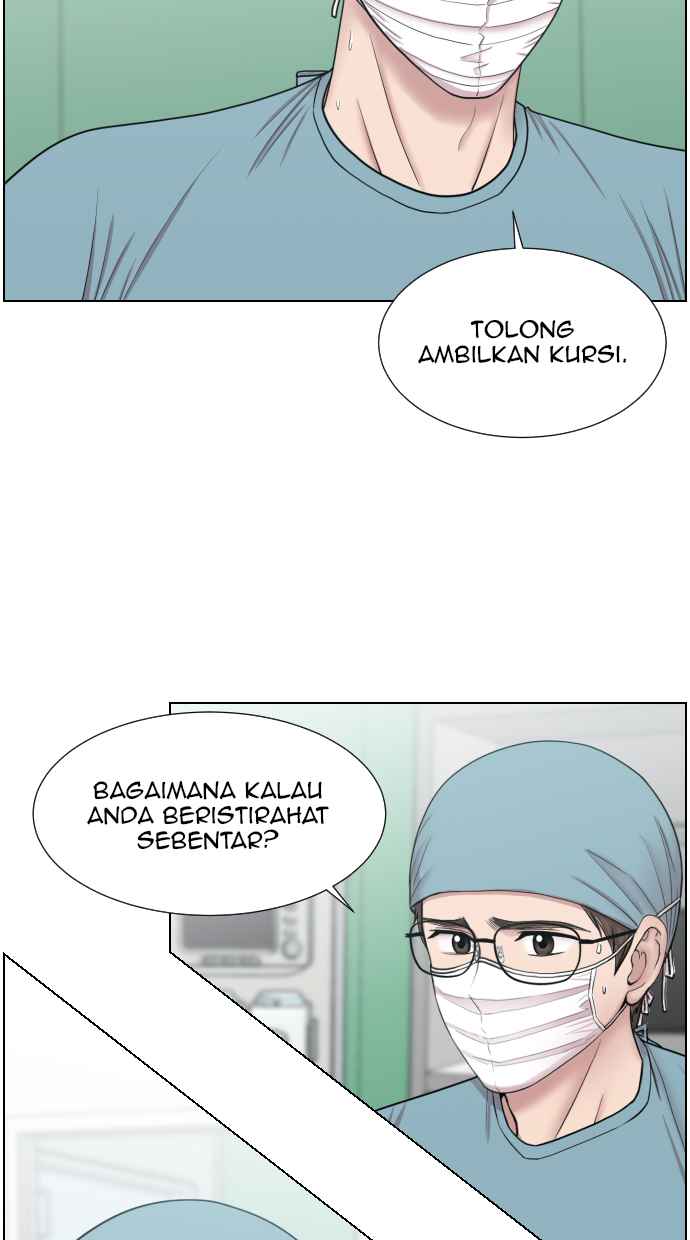 TOLONG
AMBILKAN KURSI.
BAGAIMANA KALAU
ANDA BERISTIRAHAT
SEBENTAR?